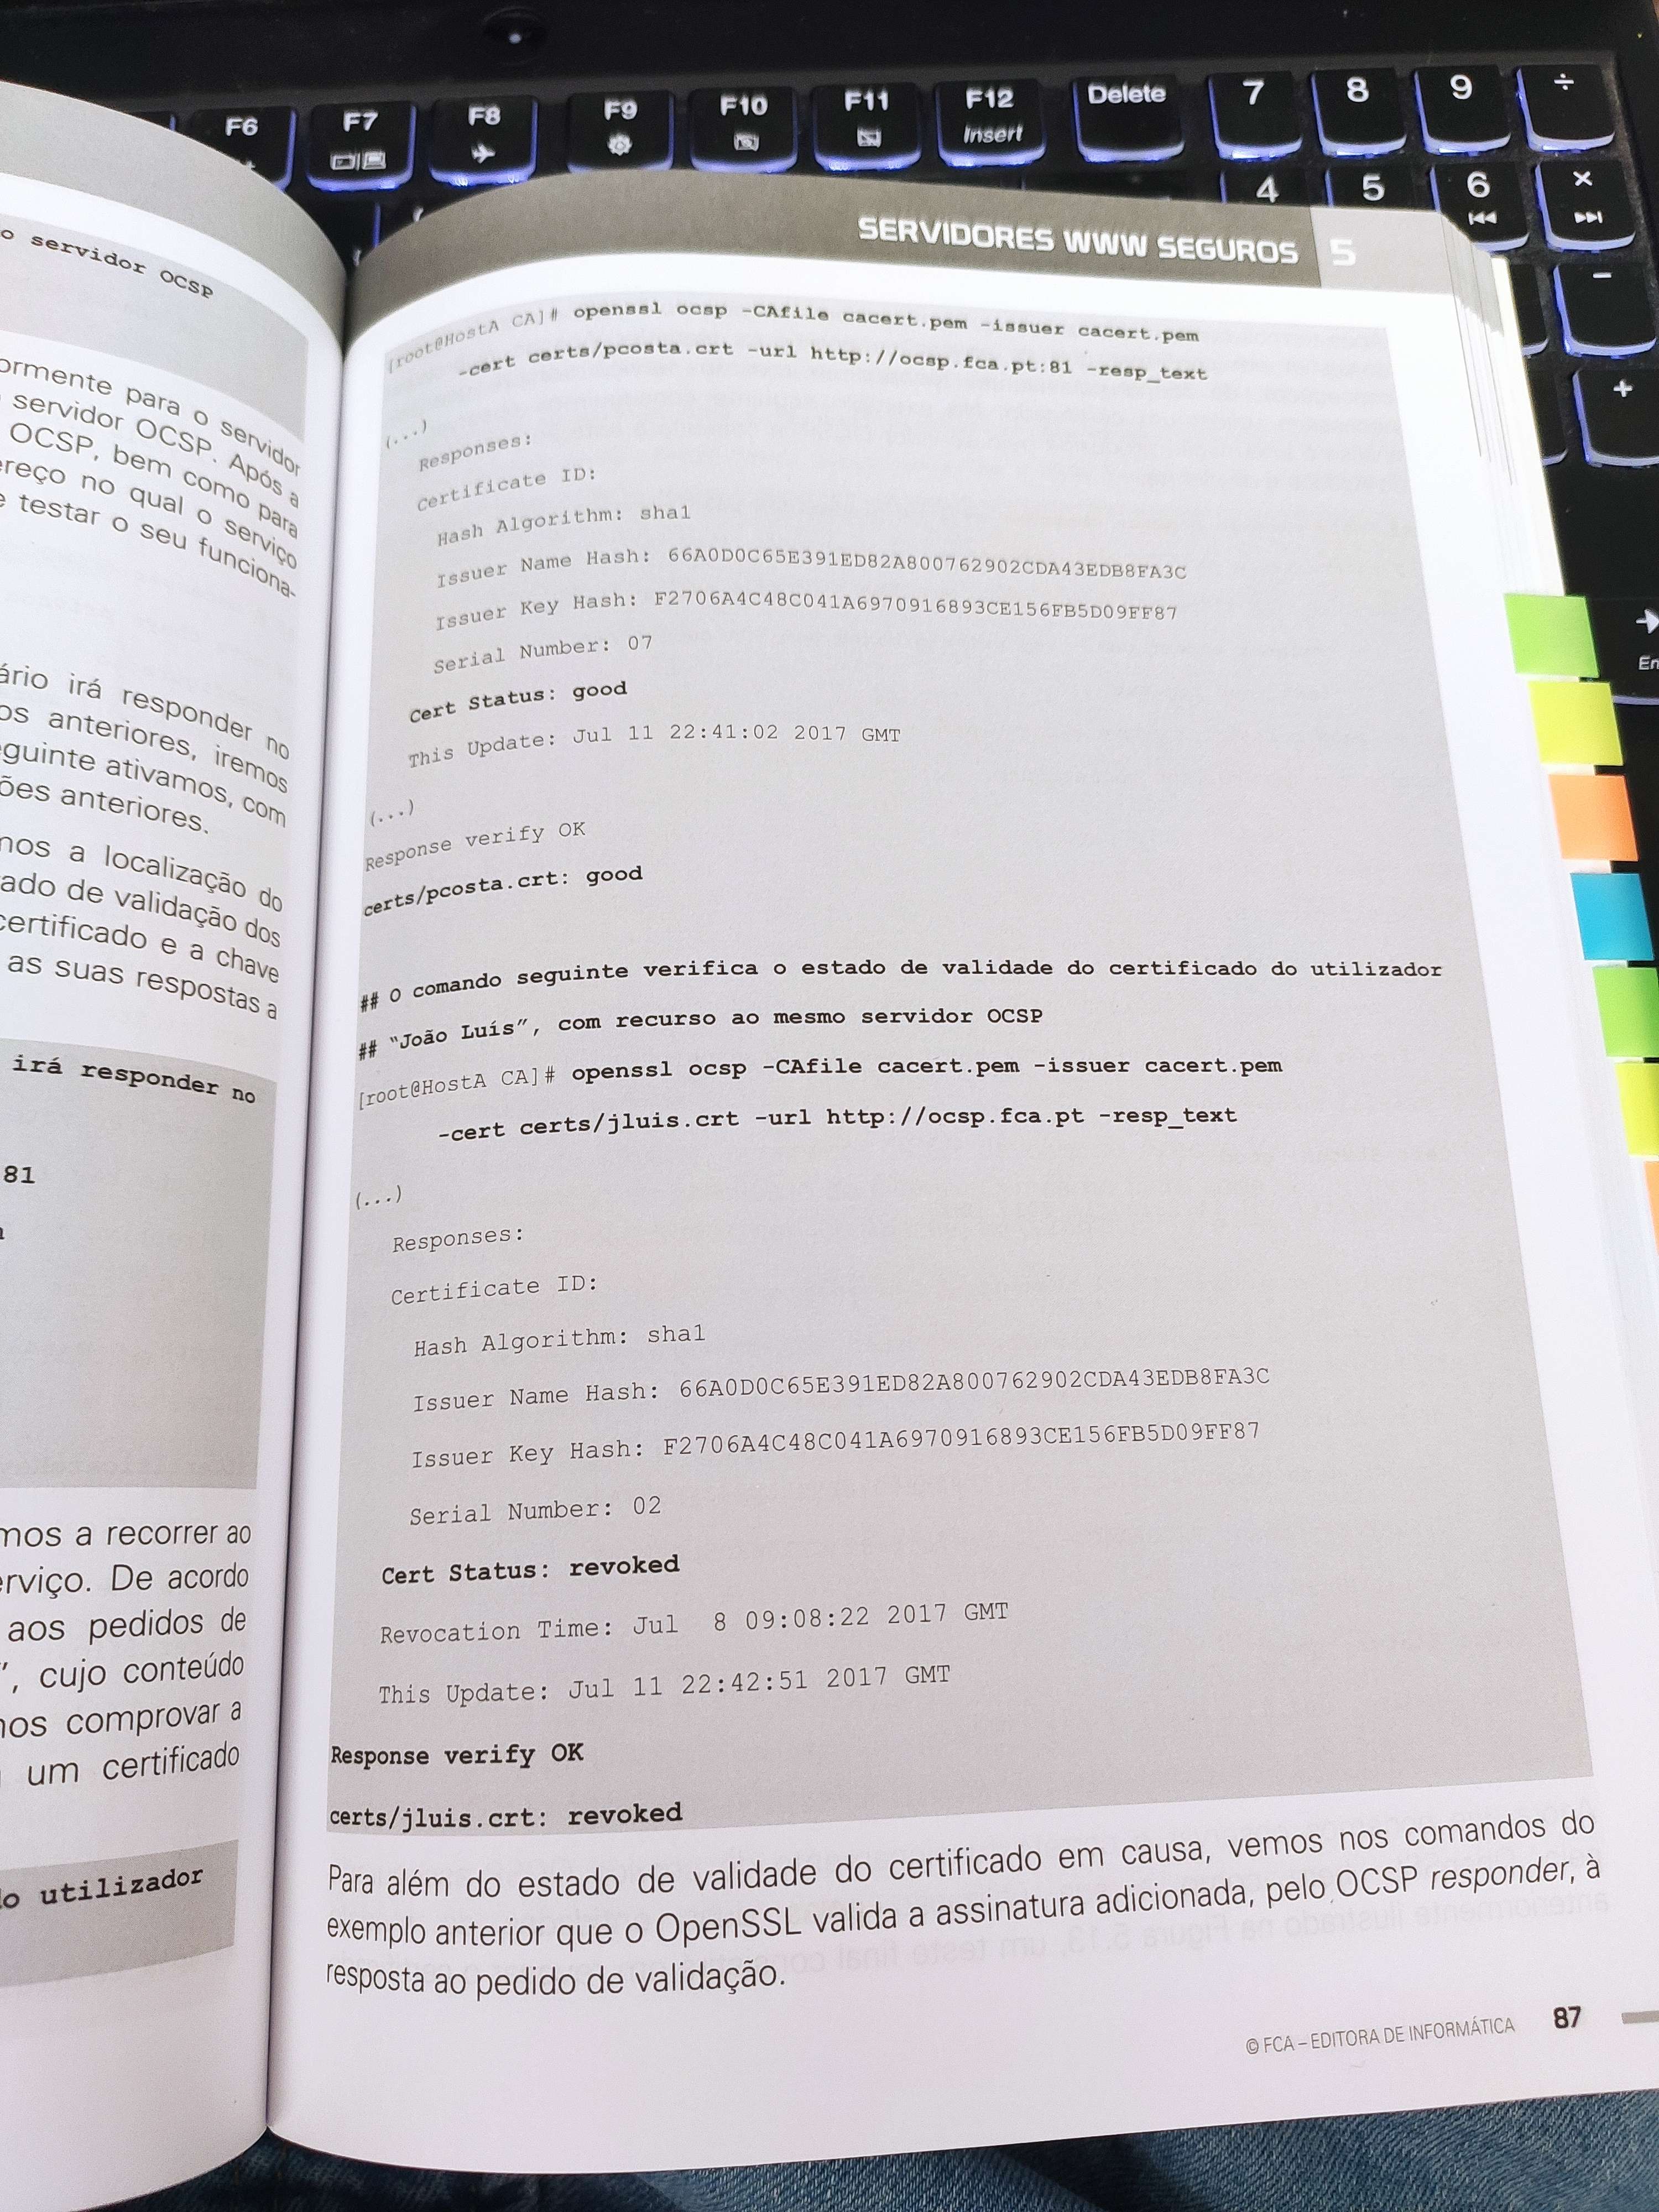 F6
F7
F8
F9
F10
F11
F12
Insert
Delete
7
8
9
÷
4
5
6
×
−
+
En
o servidor OCSP
ormente para o servidor
servidor OCSP. Após a
OCSP, bem como para
ereço no qual o serviço
e testar o seu funciona-
ário irá responder no
os anteriores, iremos
eguinte ativamos, com
ões anteriores.
mos a localização do
ado de validação dos
certificado e a chave
as suas respostas a
irá responder no
81
mos a recorrer ao
erviço. De acordo
aos pedidos de
", cujo conteúdo
nos comprovar a
um certificado
do utilizador
SERVIDORES WWW SEGUROS 5
[root@HostA CA]# openssl ocsp -CAfile cacert.pem -issuer cacert.pem
-cert certs/pcosta.crt -url http://ocsp.fca.pt:81 -resp_text
(...)
Responses:
Certificate ID:
Hash Algorithm: sha1
Issuer Name Hash: 66A0D0C65E391ED82A800762902CDA43EDB8FA3C
Issuer Key Hash: F2706A4C48C041A6970916893CE156FB5D09FF87
Serial Number: 07
Cert Status: good
This Update: Jul 11 22:41:02 2017 GMT
(...)
Response verify OK
certs/pcosta.crt: good
## O comando seguinte verifica o estado de validade do certificado do utilizador
## "João Luís", com recurso ao mesmo servidor OCSP
[root@HostA CA]# openssl ocsp -CAfile cacert.pem -issuer cacert.pem
-cert certs/jluis.crt -url http://ocsp.fca.pt -resp_text
(...)
Responses:
Certificate ID:
Hash Algorithm: sha1
Issuer Name Hash: 66A0D0C65E391ED82A800762902CDA43EDB8FA3C
Issuer Key Hash: F2706A4C48C041A6970916893CE156FB5D09FF87
Serial Number: 02
Cert Status: revoked
Revocation Time: Jul  8 09:08:22 2017 GMT
This Update: Jul 11 22:42:51 2017 GMT
Response verify OK
certs/jluis.crt: revoked
Para além do estado de validade do certificado em causa, vemos nos comandos do
exemplo anterior que o OpenSSL valida a assinatura adicionada, pelo OCSP responder, à
resposta ao pedido de validação.
© FCA – EDITORA DE INFORMÁTICA 87